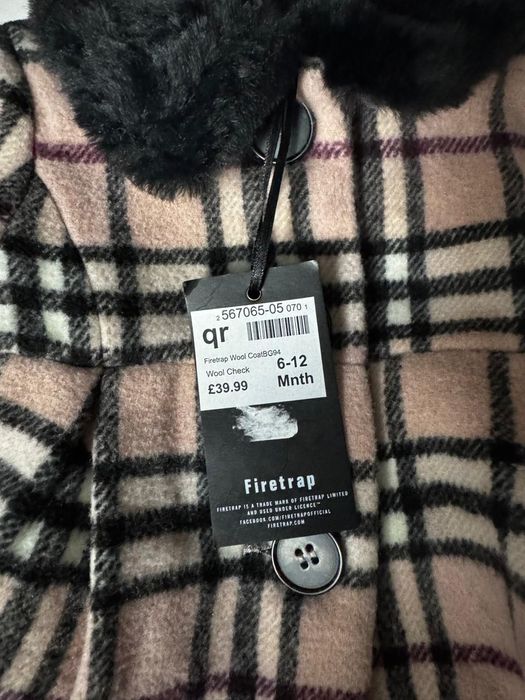 2 567065-05 070 1
qr
Firetrap Wool CoatBG94
Wool Check
6-12
£39.99
Mnth
Firetrap
FIRETRAP IS A TRADE MARK OF FIRETRAP LIMITED
AND USED UNDER LICENCE™
FACEBOOK.COM/FIRETRAPOFFICIAL
FIRETRAP.COM